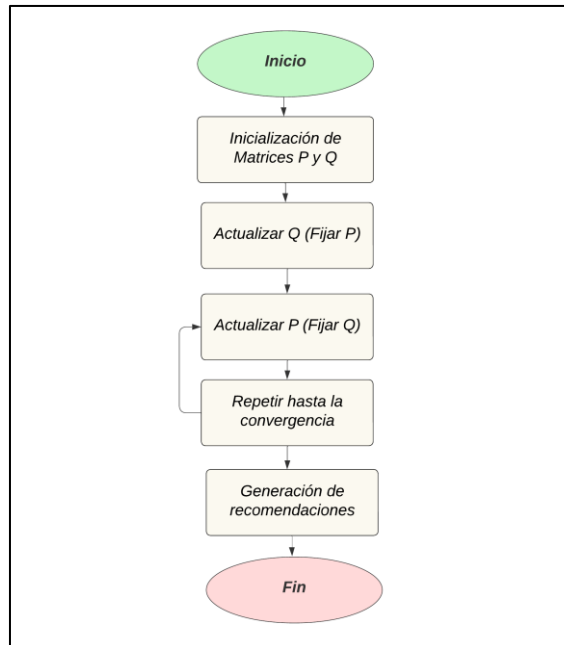 Inicio
Inicialización de
Matrices P y Q
Actualizar Q (Fijar P)
Actualizar P (Fijar Q)
Repetir hasta la
convergencia
Generación de
recomendaciones
Fin